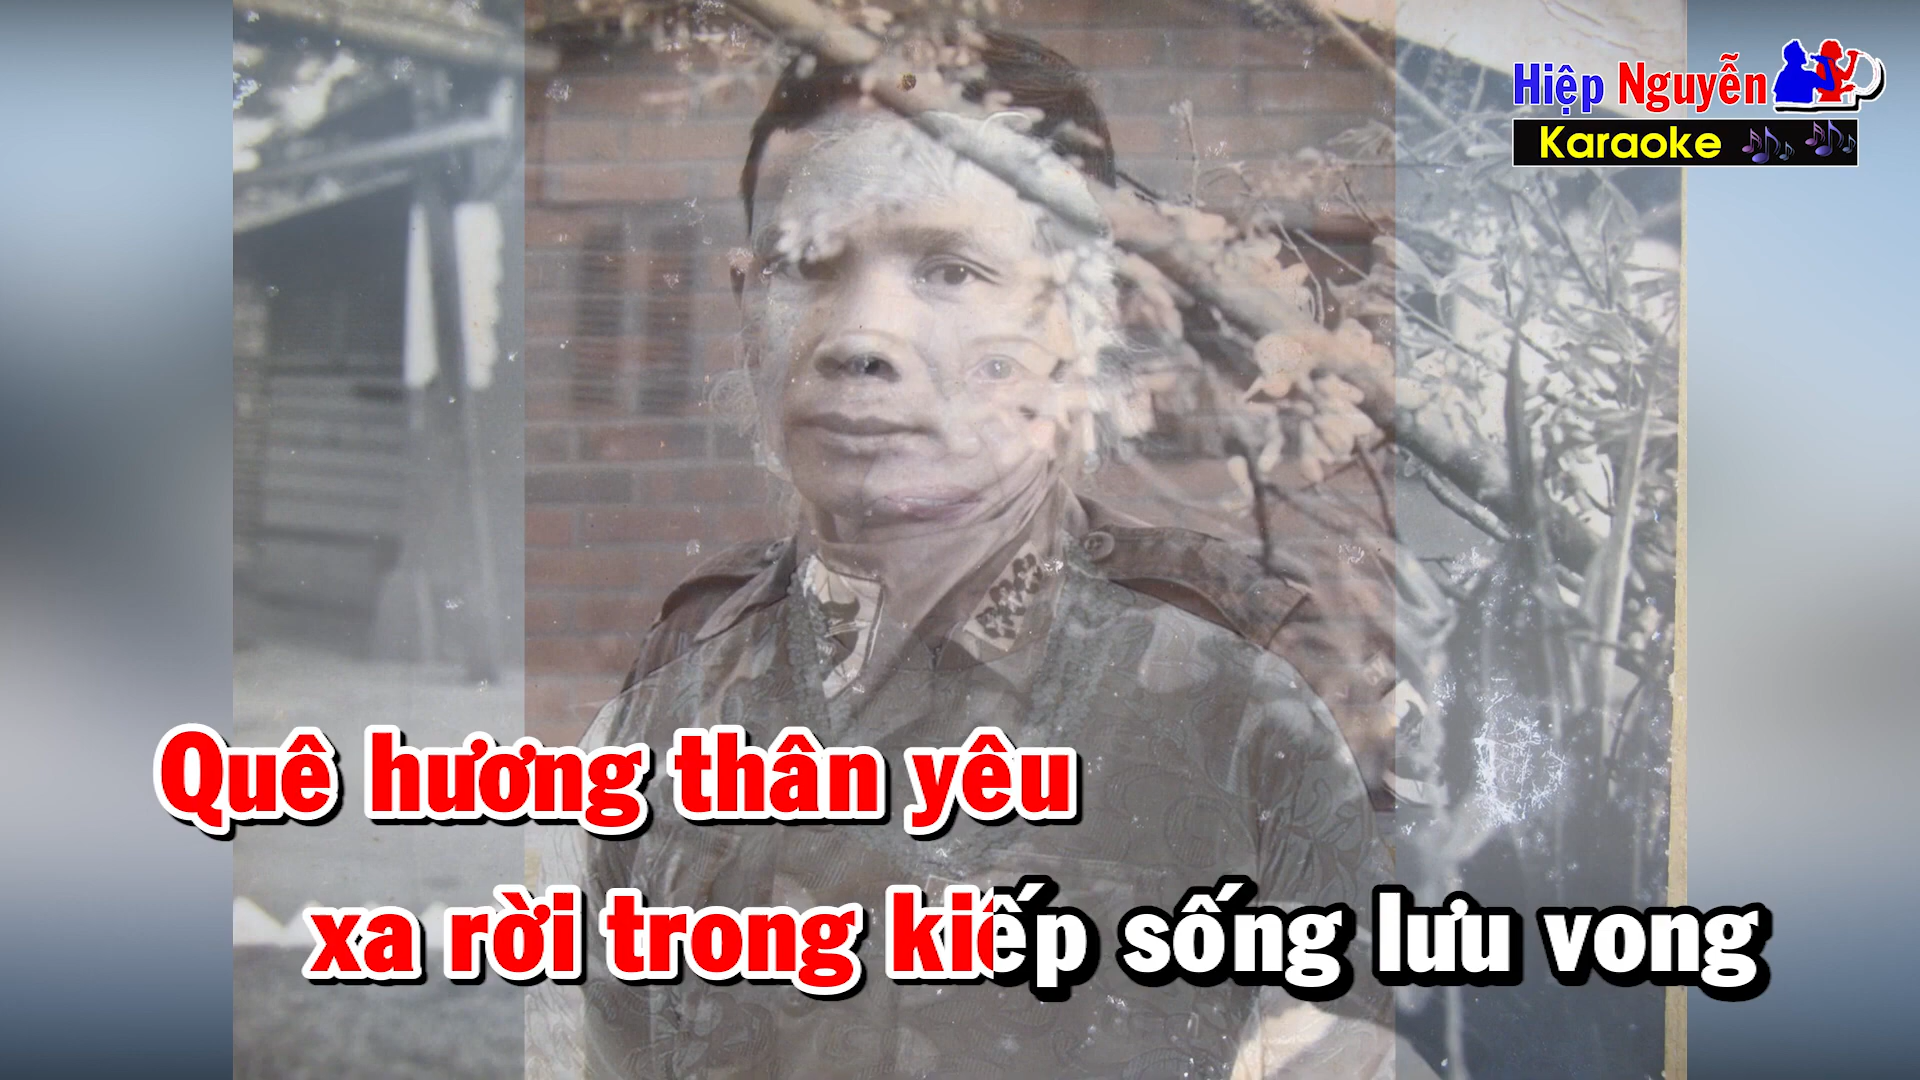 Hiệp Nguyễn
Karaoke
Quê hương thân yêu
xa rời trong kiếp sống lưu vong